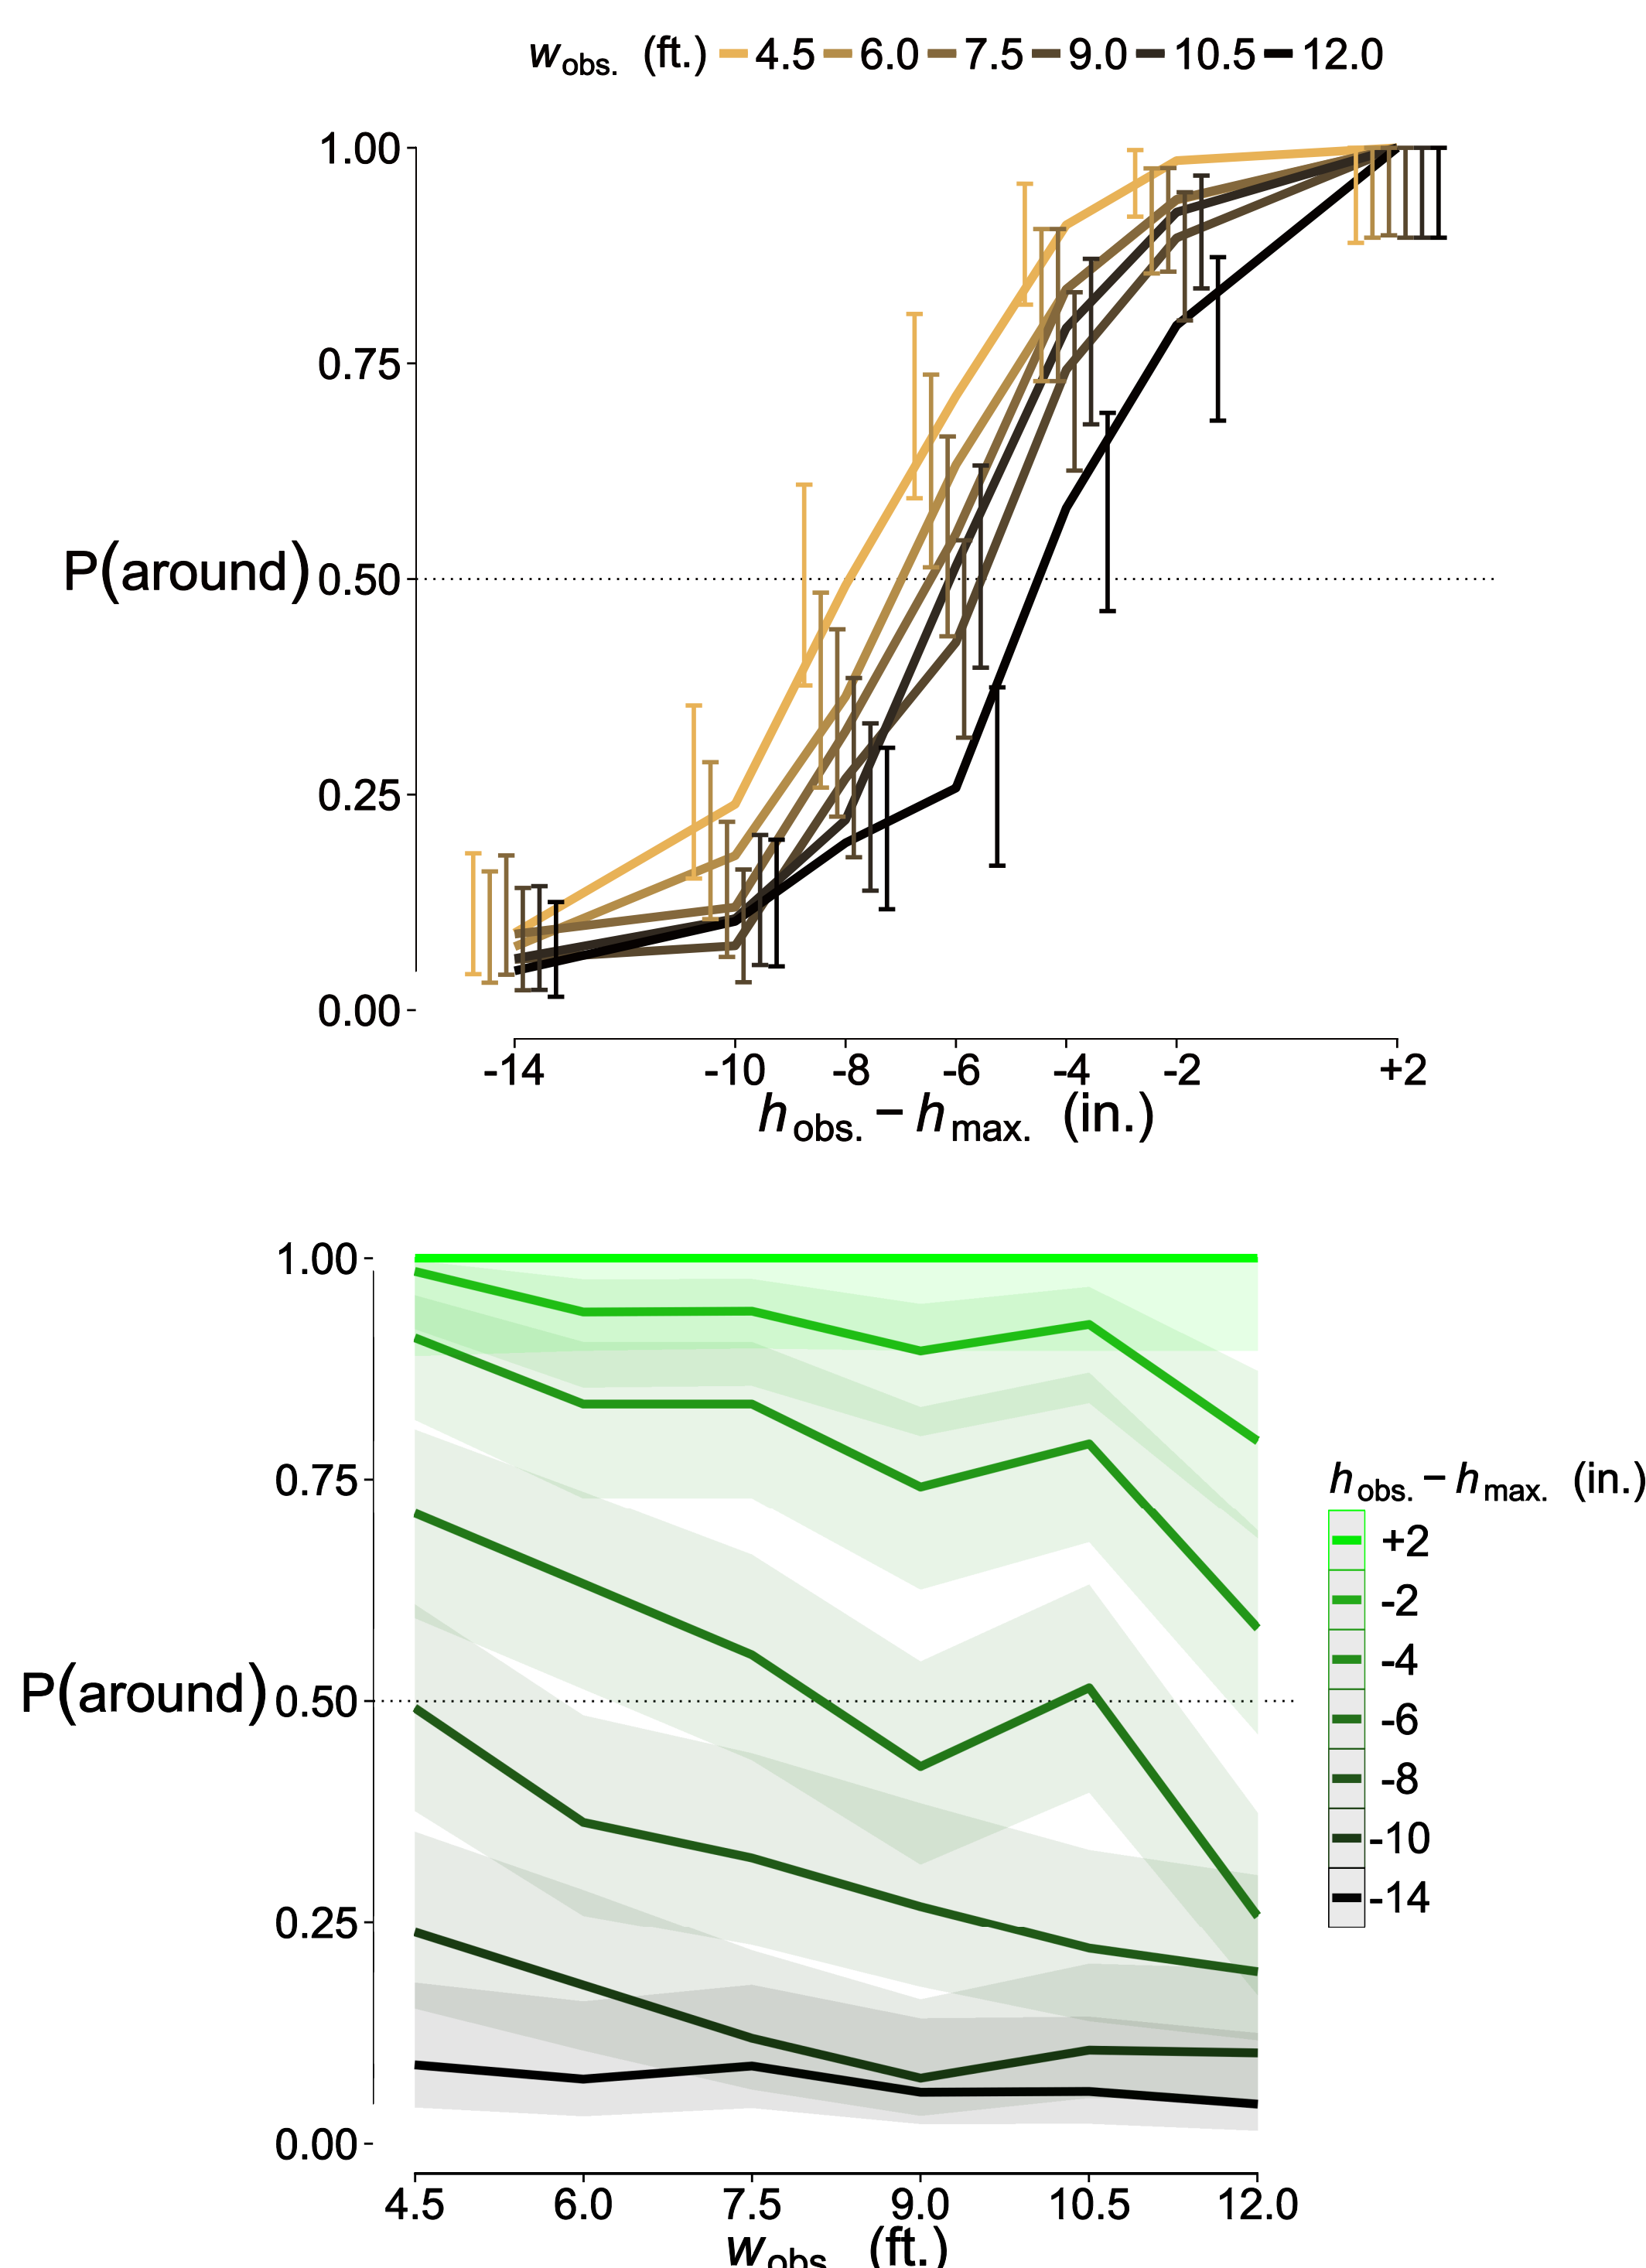 w obs. (ft.) 4.5 6.0 7.5 9.0 10.5 12.0
1.00
0.75
P(around) 0.50
0.25
0.00
-14 -10 -8 -6 -4 -2 +2
h obs. − h max. (in.)
1.00
0.75
P(around) 0.50
0.25
0.00
4.5 6.0 7.5 9.0 10.5 12.0
w obs. (ft.)
h obs. − h max. (in.)
+2
-2
-4
-6
-8
-10
-14